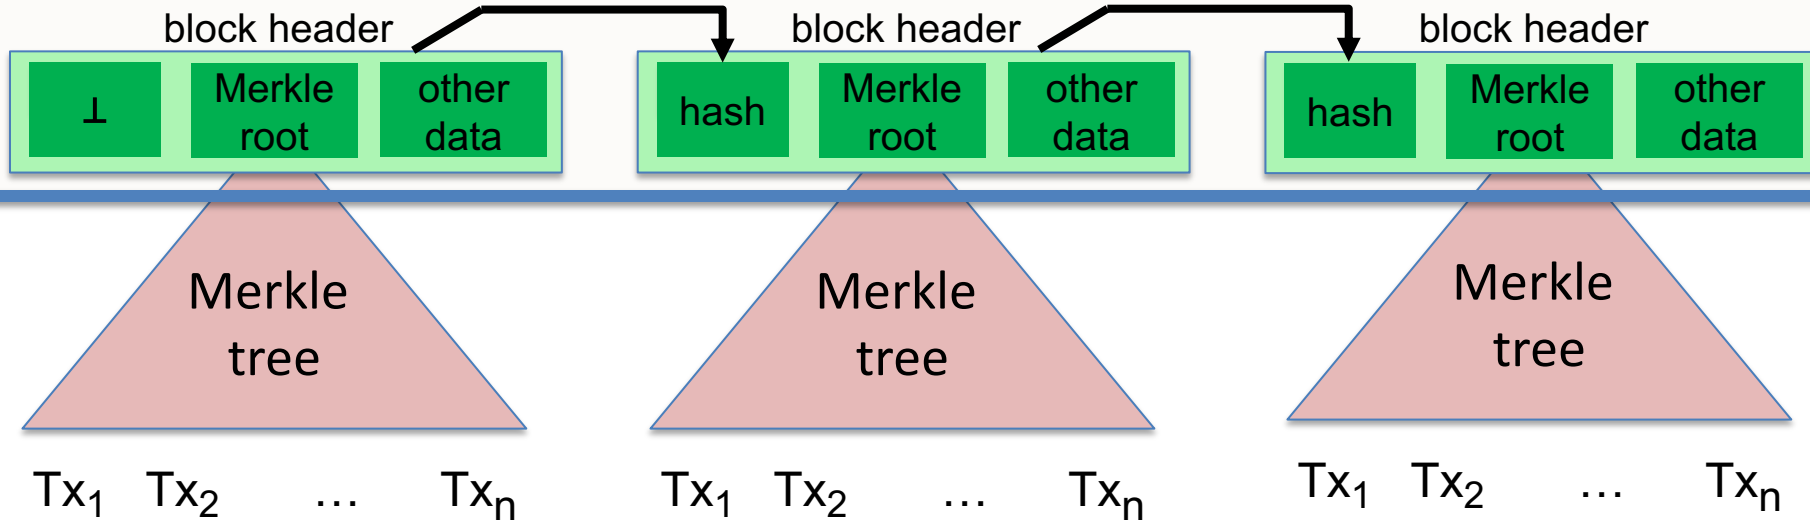 block header
block header
block header
⊥
Merkle
root
other
data
hash
Merkle
root
other
data
hash
Merkle
root
other
data
Merkle
tree
Merkle
tree
Merkle
tree
Tx₁ Tx₂ … Txₙ
Tx₁ Tx₂ … Txₙ
Tx₁ Tx₂ … Txₙ